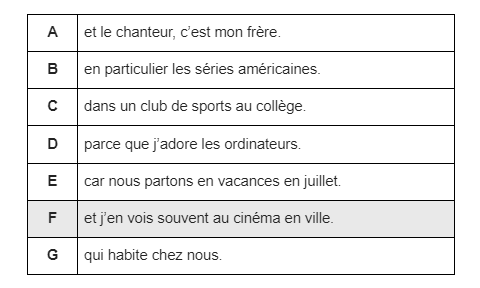 A et le chanteur, c’est mon frère.
B en particulier les séries américaines.
C dans un club de sports au collège.
D parce que j’adore les ordinateurs.
E car nous partons en vacances en juillet.
F et j’en vois souvent au cinéma en ville.
G qui habite chez nous.